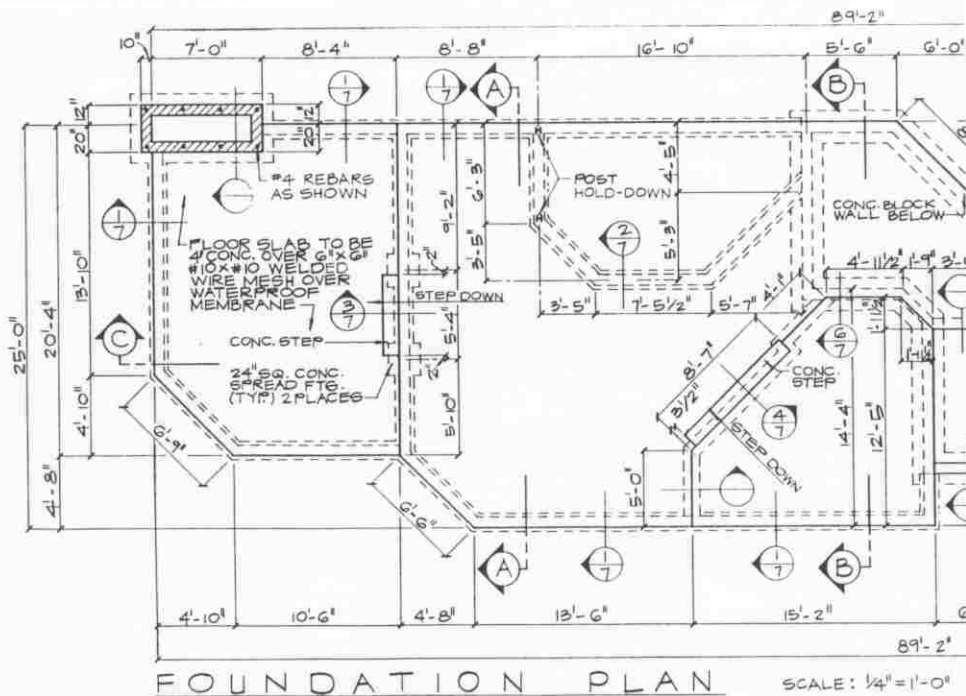 89'-2"
10" 7'-0" 8'-4" 8'-8" 16'-10" 5'-6" 6'-0"
1/7 1/7 A B
12" 12"
20" 20"
#4 REBARS
AS SHOWN
POST
HOLD-DOWN
4'-5"
6'-3"
9'-2"
CONC. BLOCK
WALL BELOW
1/7
2/7
FLOOR SLAB TO BE
4" CONC. OVER 6"x6"
#10x#10 WELDED
WIRE MESH OVER
WATERPROOF
MEMBRANE
13'-10"
3'-5"
5'-3"
4'-11 1/2" 1'-9"
STEP DOWN
3/7
3'-5" 7'-5 1/2" 5'-7" 4'-1"
C
CONC. STEP
5'-4"
6/7
25'-0"
20'-4"
24" SQ. CONC.
SPREAD FTG.
(TYP) 2 PLACES
8'-7"
3 1/2"
CONC.
STEP
4/7
14'-4"
12'-5"
4'-10"
6'-9"
5'-10"
STEP DOWN
4'-8"
6'-6"
5'-0"
A 1/7 1/7 B
4'-10" 10'-6" 4'-8" 13'-6" 15'-2"
89'-2"
FOUNDATION PLAN SCALE: 1/4"=1'-0"